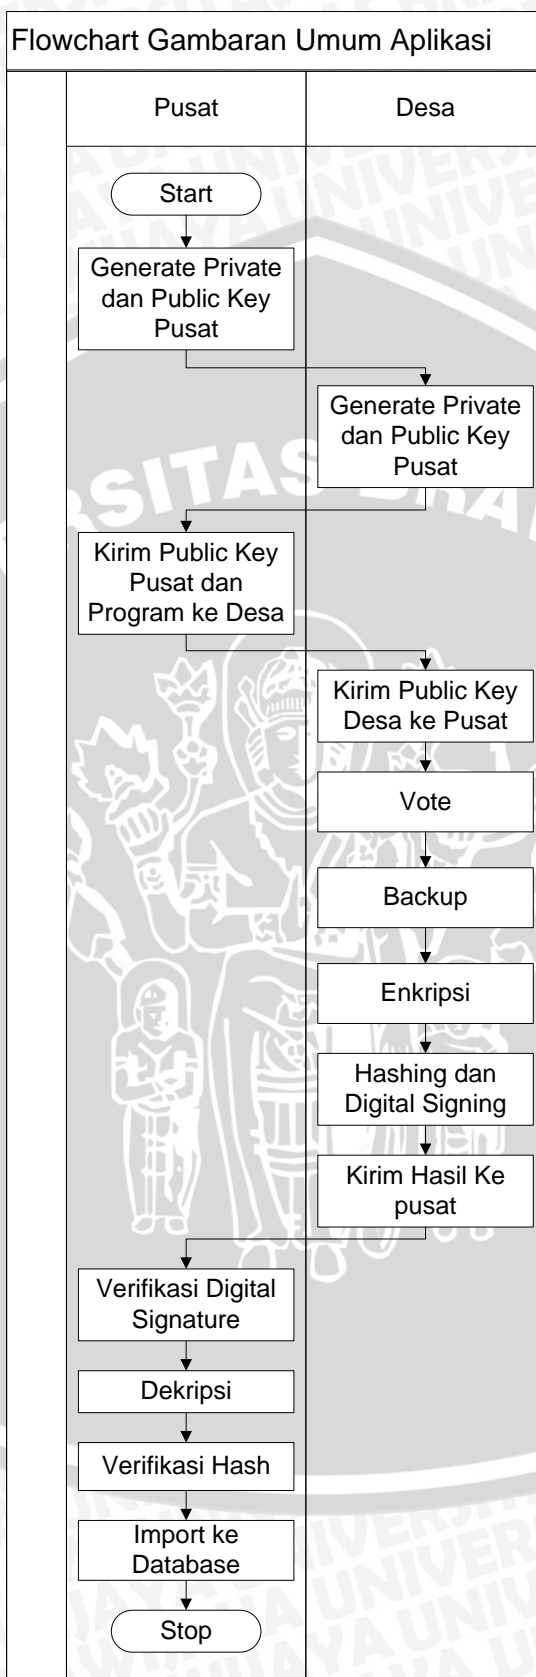 Flowchart Gambaran Umum Aplikasi
Pusat
Desa
Start
Generate Private
dan Public Key
Pusat
Generate Private
dan Public Key
Pusat
Kirim Public Key
Pusat dan
Program ke Desa
Kirim Public Key
Desa ke Pusat
Vote
Backup
Enkripsi
Hashing dan
Digital Signing
Kirim Hasil Ke
pusat
Verifikasi Digital
Signature
Dekripsi
Verifikasi Hash
Import ke
Database
Stop